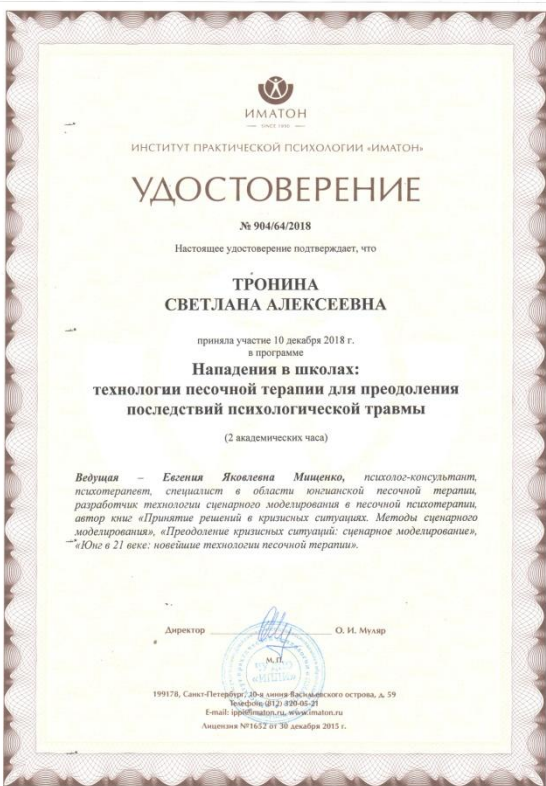 ИМАТОН
SINCE 1990
ИНСТИТУТ ПРАКТИЧЕСКОЙ ПСИХОЛОГИИ «ИМАТОН»
УДОСТОВЕРЕНИЕ
№ 904/64/2018
Настоящее удостоверение подтверждает, что
ТРОНИНА
СВЕТЛАНА АЛЕКСЕЕВНА
приняла участие 10 декабря 2018 г.
в программе
Нападения в школах:
технологии песочной терапии для преодоления
последствий психологической травмы
(2 академических часа)
Ведущая – Евгения Яковлевна Мищенко, психолог-консультант,
психотерапевт, специалист в области юнгианской песочной терапии,
разработчик технологии сценарного моделирования в песочной психотерапии,
автор книг «Принятие решений в кризисных ситуациях. Методы сценарного
моделирования», «Преодоление кризисных ситуаций: сценарное моделирование»,
«Юнг в 21 веке: новейшие технологии песочной терапии».
Директор О. И. Муляр
М.П.
199178, Санкт-Петербург, 10-я линия Васильевского острова, д. 59
Телефон: (812) 320-05-21
E-mail: ippi@imaton.ru, www.imaton.ru
Лицензия №1652 от 30 декабря 2015 г.